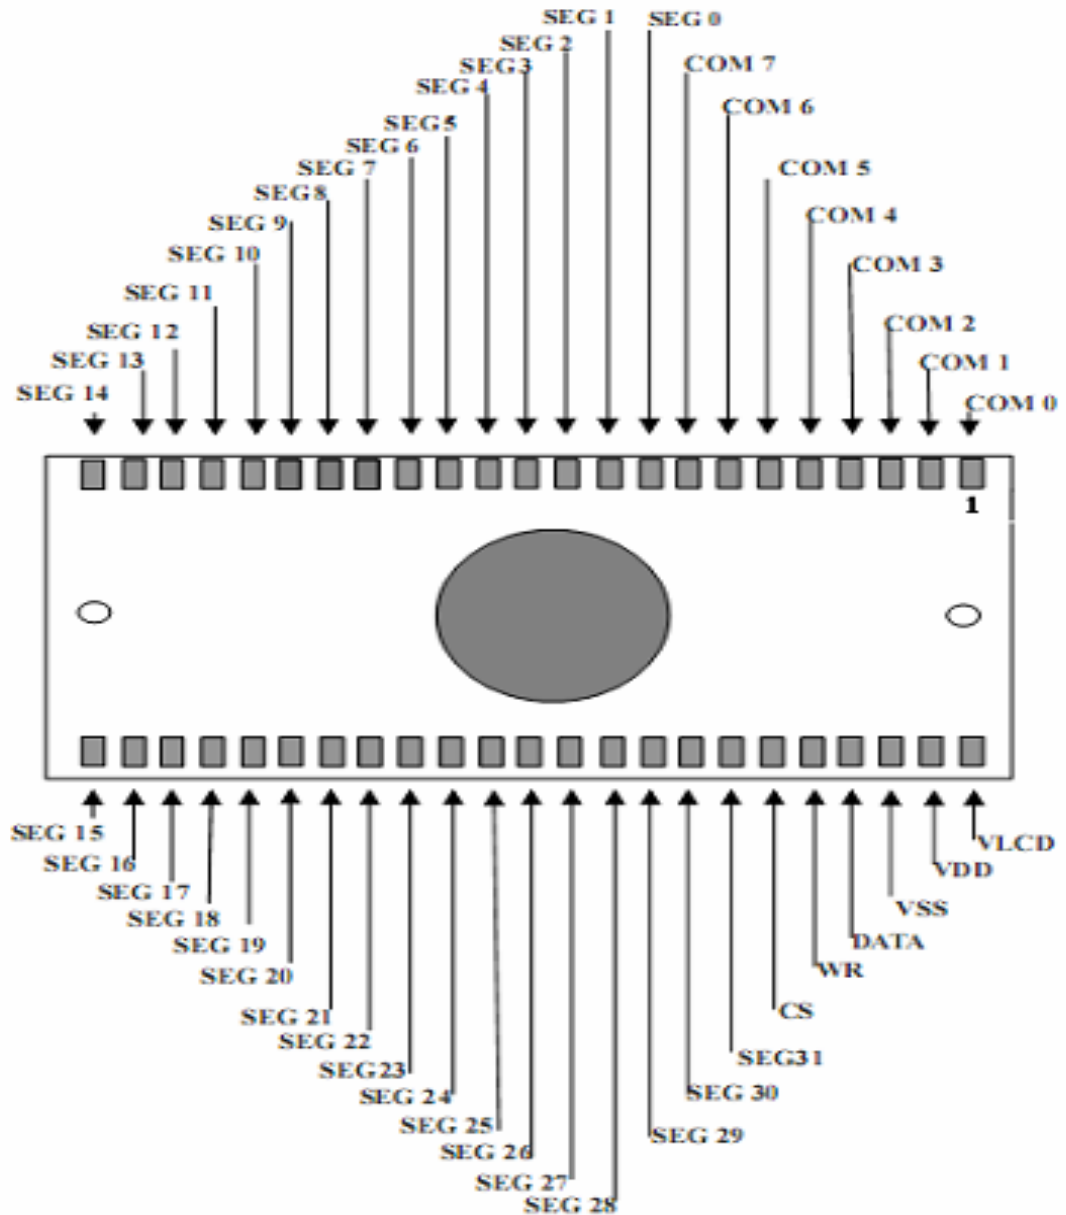 SEG 1 SEG 0
SEG 2
SEG3 COM 7
SEG 4
COM 6
SEG5
SEG 6
SEG 7 COM 5
SEG8
SEG 9 COM 4
SEG 10 COM 3
SEG 11
SEG 12 COM 2
SEG 13 COM 1
SEG 14 COM 0
1
SEG 15
VLCD
SEG 16 VDD
SEG 17
SEG 18 VSS
SEG 19 DATA
SEG 20 WR
SEG 21 CS
SEG 22
SEG23 SEG31
SEG 24 SEG 30
SEG 25 SEG 29
SEG 26
SEG 27
SEG 28